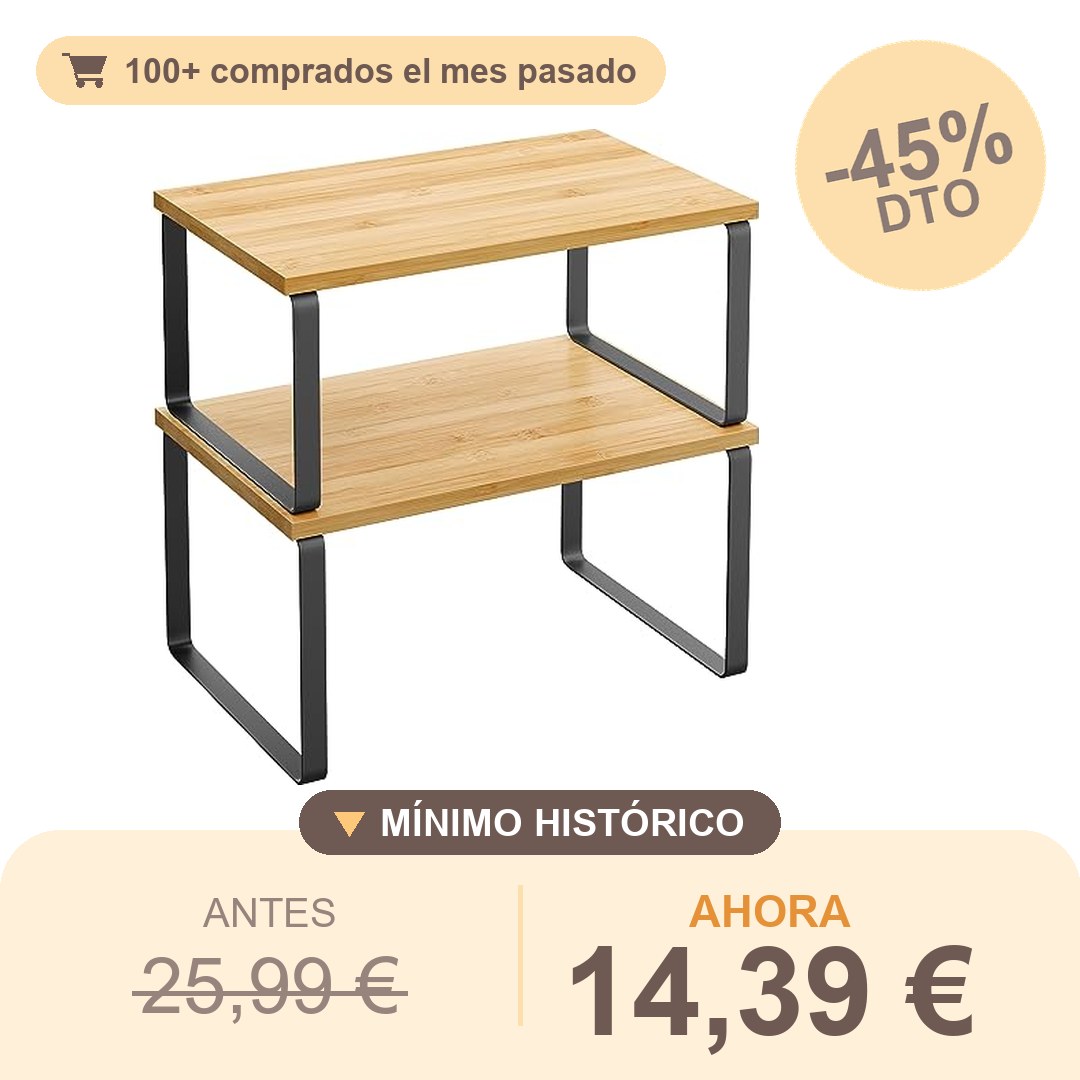 100+ comprados el mes pasado
-45%
DTO
MÍNIMO HISTÓRICO
ANTES
25,99 €
AHORA
14,39 €